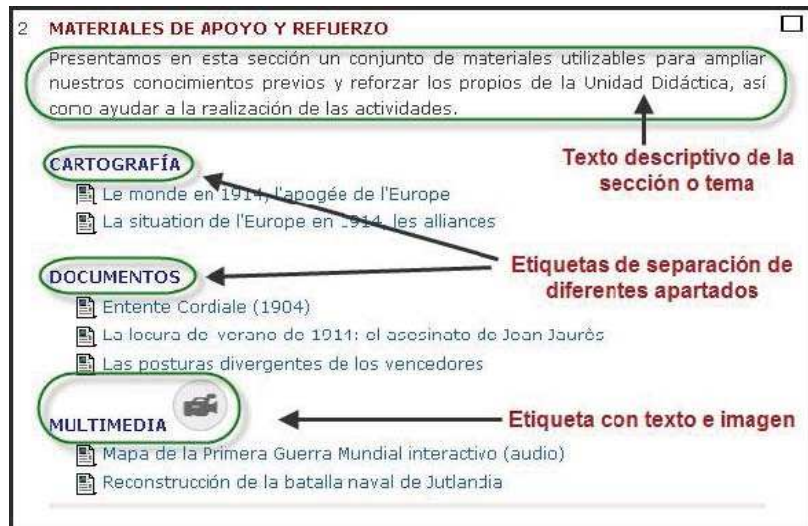 2 MATERIALES DE APOYO Y REFUERZO
Presentamos en esta sección un conjunto de materiales utilizables para ampliar
nuestros conocimientos previos y reforzar los propios de la Unidad Didáctica, así
como ayudar a la realización de las actividades.
Texto descriptivo de la
sección o tema
CARTOGRAFÍA
Le monde en 1914, l'apogée de l'Europe
La situation de l'Europe en 1914, les alliances
Etiquetas de separación de
diferentes apartados
DOCUMENTOS
Entente Cordiale (1904)
La locura de verano de 1914: el asesinato de Jean Jaurès
Las posturas divergentes de los vencedores
MULTIMEDIA
Etiqueta con texto e imagen
Mapa de la Primera Guerra Mundial interactivo (audio)
Reconstrucción de la batalla naval de Jutlandia